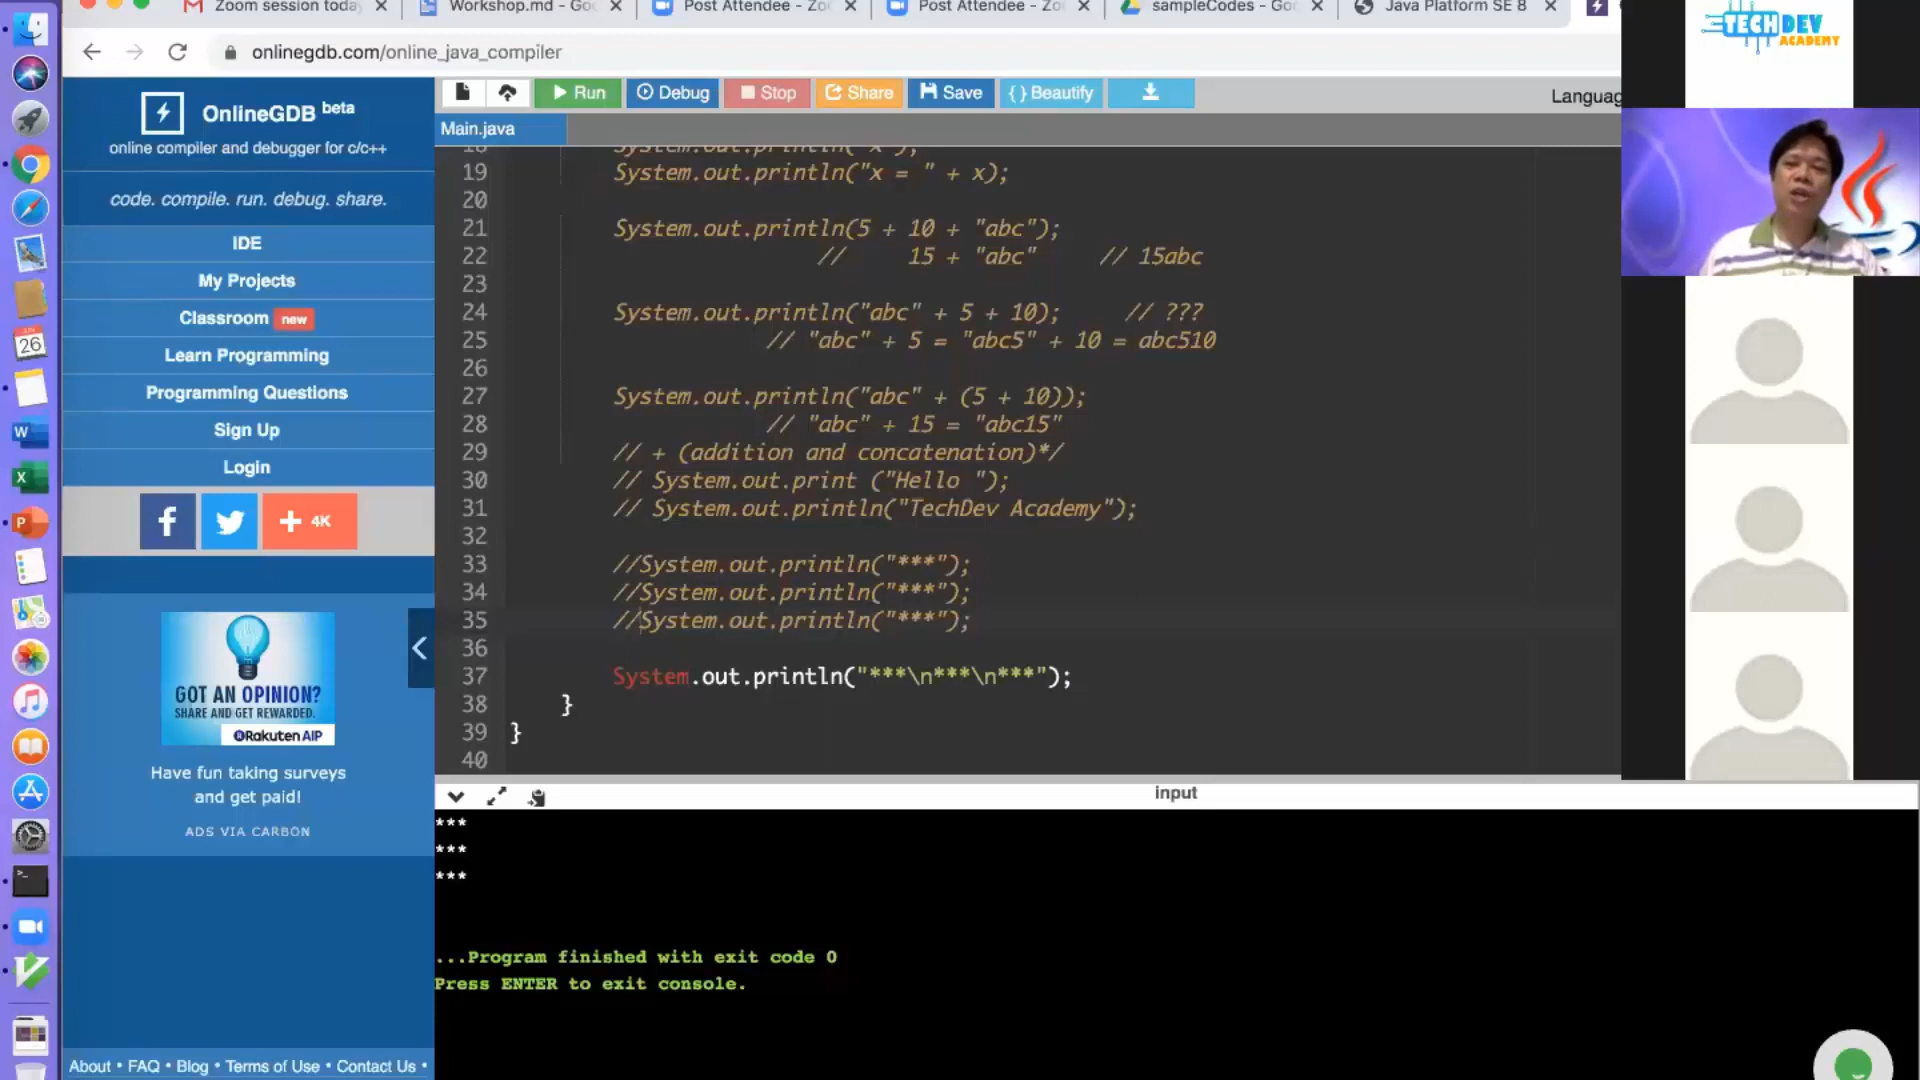 Zoom session today
Workshop.md - Goo
Post Attendee - Zoo
Post Attendee - Zoo
sampleCodes - Goo
Java Platform SE 8
TECHDEV
ACADEMY
onlinegdb.com/online_java_compiler
OnlineGDB beta
online compiler and debugger for c/c++
code. compile. run. debug. share.
IDE
My Projects
Classroom new
Learn Programming
Programming Questions
Sign Up
Login
f
+ 4K
GOT AN OPINION?
SHARE AND GET REWARDED.
Rakuten AIP
Have fun taking surveys
and get paid!
ADS VIA CARBON
About • FAQ • Blog • Terms of Use • Contact Us •
Run Debug Stop Share Save {} Beautify
Languag
Main.java
18 System.out.println("x");
19 System.out.println("x = " + x);
20
21 System.out.println(5 + 10 + "abc");
22 // 15 + "abc" // 15abc
23
24 System.out.println("abc" + 5 + 10); // ???
25 // "abc" + 5 = "abc5" + 10 = abc510
26
27 System.out.println("abc" + (5 + 10));
28 // "abc" + 15 = "abc15"
29 // + (addition and concatenation)*/
30 // System.out.print ("Hello ");
31 // System.out.println("TechDev Academy");
32
33 //System.out.println("***");
34 //System.out.println("***");
35 //System.out.println("***");
36
37 System.out.println("***\n***\n***");
38 }
39 }
40
input
***
***
***
...Program finished with exit code 0
Press ENTER to exit console.
JUN
26
W
X
P